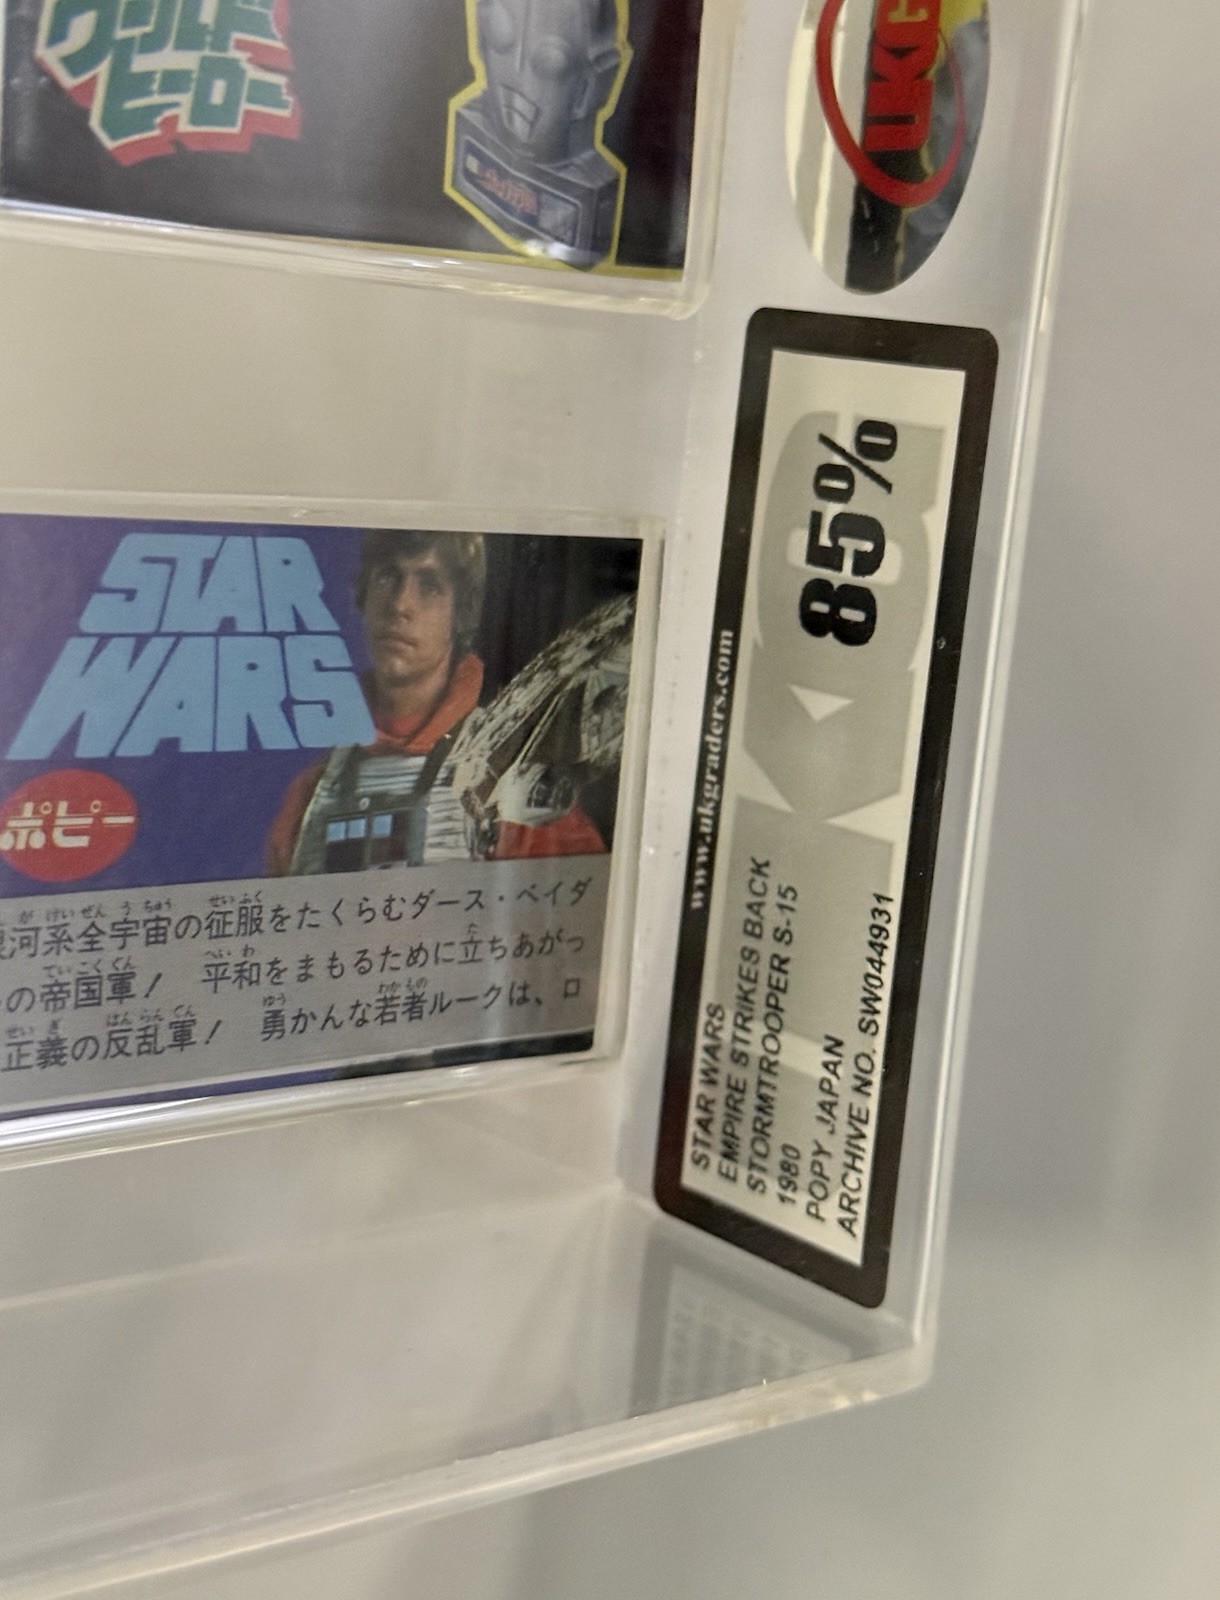 ワールド
ヒーロー
UKG
STAR
WARS
ポピー
河系全宇宙の征服をたくらむダース・ベイダ
の帝国軍! 平和をまもるために立ちあがっ
正義の反乱軍! 勇かんな若者ルークは、ロ
www.ukgraders.com
85%
STAR WARS
EMPIRE STRIKES BACK
STORMTROOPER S-15
1980
POPY JAPAN
ARCHIVE NO. SW044931